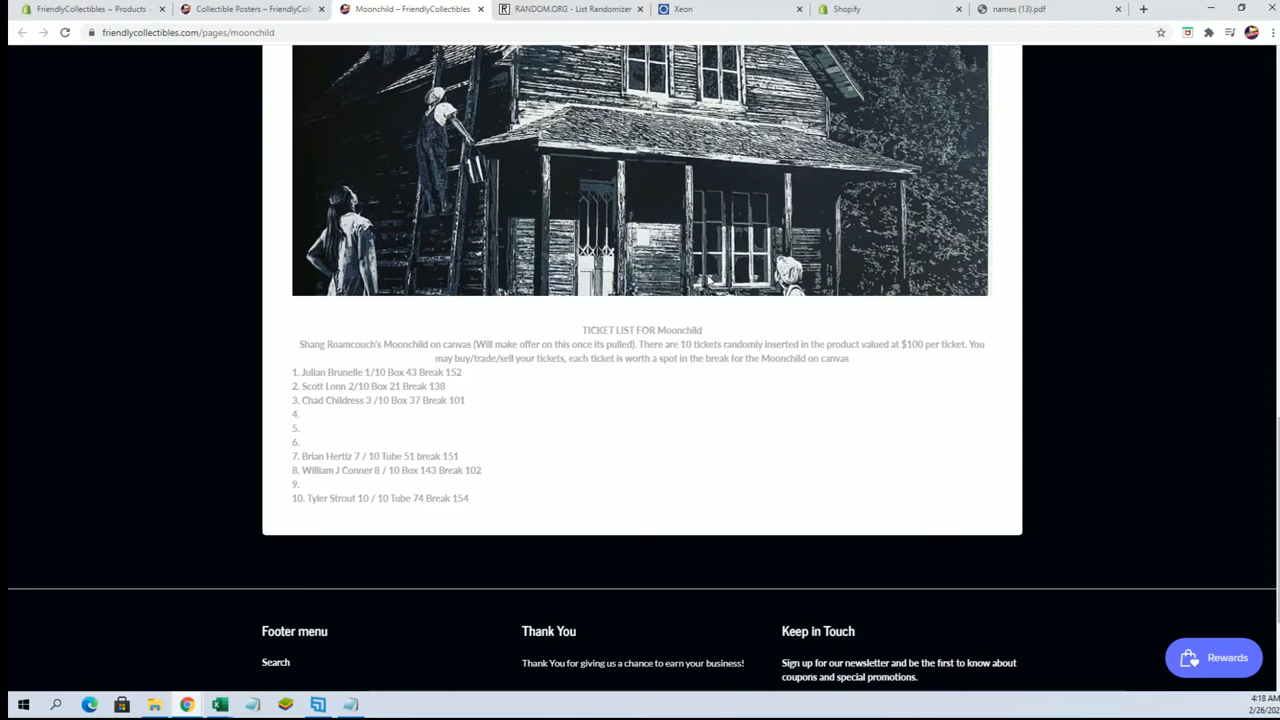 FriendlyCollectibles ~ Products
Collectible Posters – FriendlyCo
Moonchild – FriendlyCollectibles
RANDOM.ORG - List Randomizer
Xeon
Shopify
names (13).pdf
friendlycollectibles.com/pages/moonchild
TICKET LIST FOR Moonchild
Shang Roamcouch's Moonchild on canvas (Will make offer on this once its pulled). There are 10 tickets randomly inserted in the product valued at $100 per ticket. You
may buy/trade/sell your tickets, each ticket is worth a spot in the break for the Moonchild on canvas
1. Julian Brunelle 1/10 Box 43 Break 152
2. Scott Lonn 2/10 Box 21 Break 138
3. Chad Childress 3 /10 Box 37 Break 101
4.
5.
6.
7. Brian Hertiz 7 / 10 Tube 51 break 151
8. William J Conner 8 / 10 Box 143 Break 102
9.
10. Tyler Strout 10 / 10 Tube 74 Break 154
Footer menu
Thank You
Keep in Touch
Search
Thank You for giving us a chance to earn your business!
Sign up for our newsletter and be the first to know about
coupons and special promotions.
Rewards
4:18 AM
2/26/202